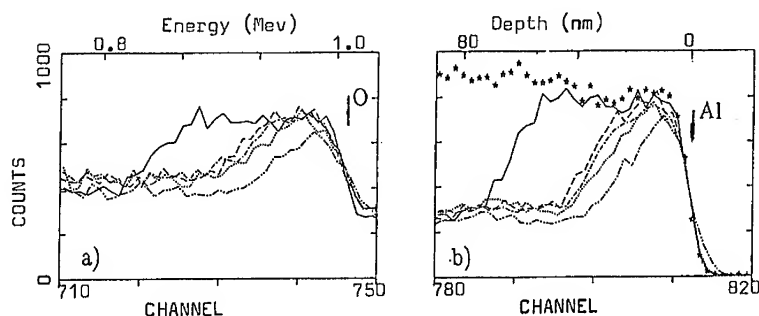 Energy (Mev)
0.8
1.0
1000
0
COUNTS
O
a)
710
750
CHANNEL
Depth (nm)
80
0
Al
b)
780
820
CHANNEL